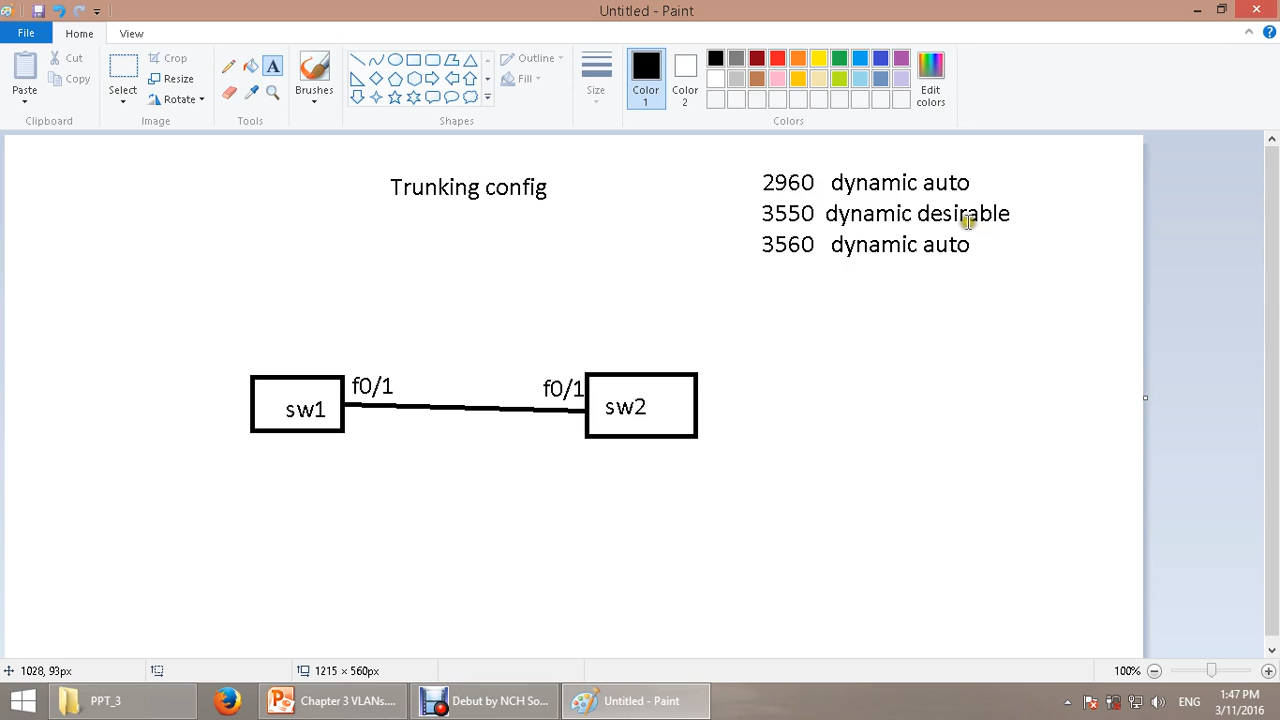 Untitled - Paint
File
Home
View
Paste
Cut
Copy
Clipboard
Select
Crop
Resize
Rotate
Image
A
Tools
Brushes
Shapes
Outline
Fill
Size
Color 1
Color 2
Colors
Edit colors
Trunking config
2960 dynamic auto
3550 dynamic desirable
3560 dynamic auto
f0/1
f0/1
sw1
sw2
1028, 93px
1215 × 560px
100%
PPT_3
Chapter 3 VLANs....
Debut by NCH So...
Untitled - Paint
ENG
1:47 PM
3/11/2016